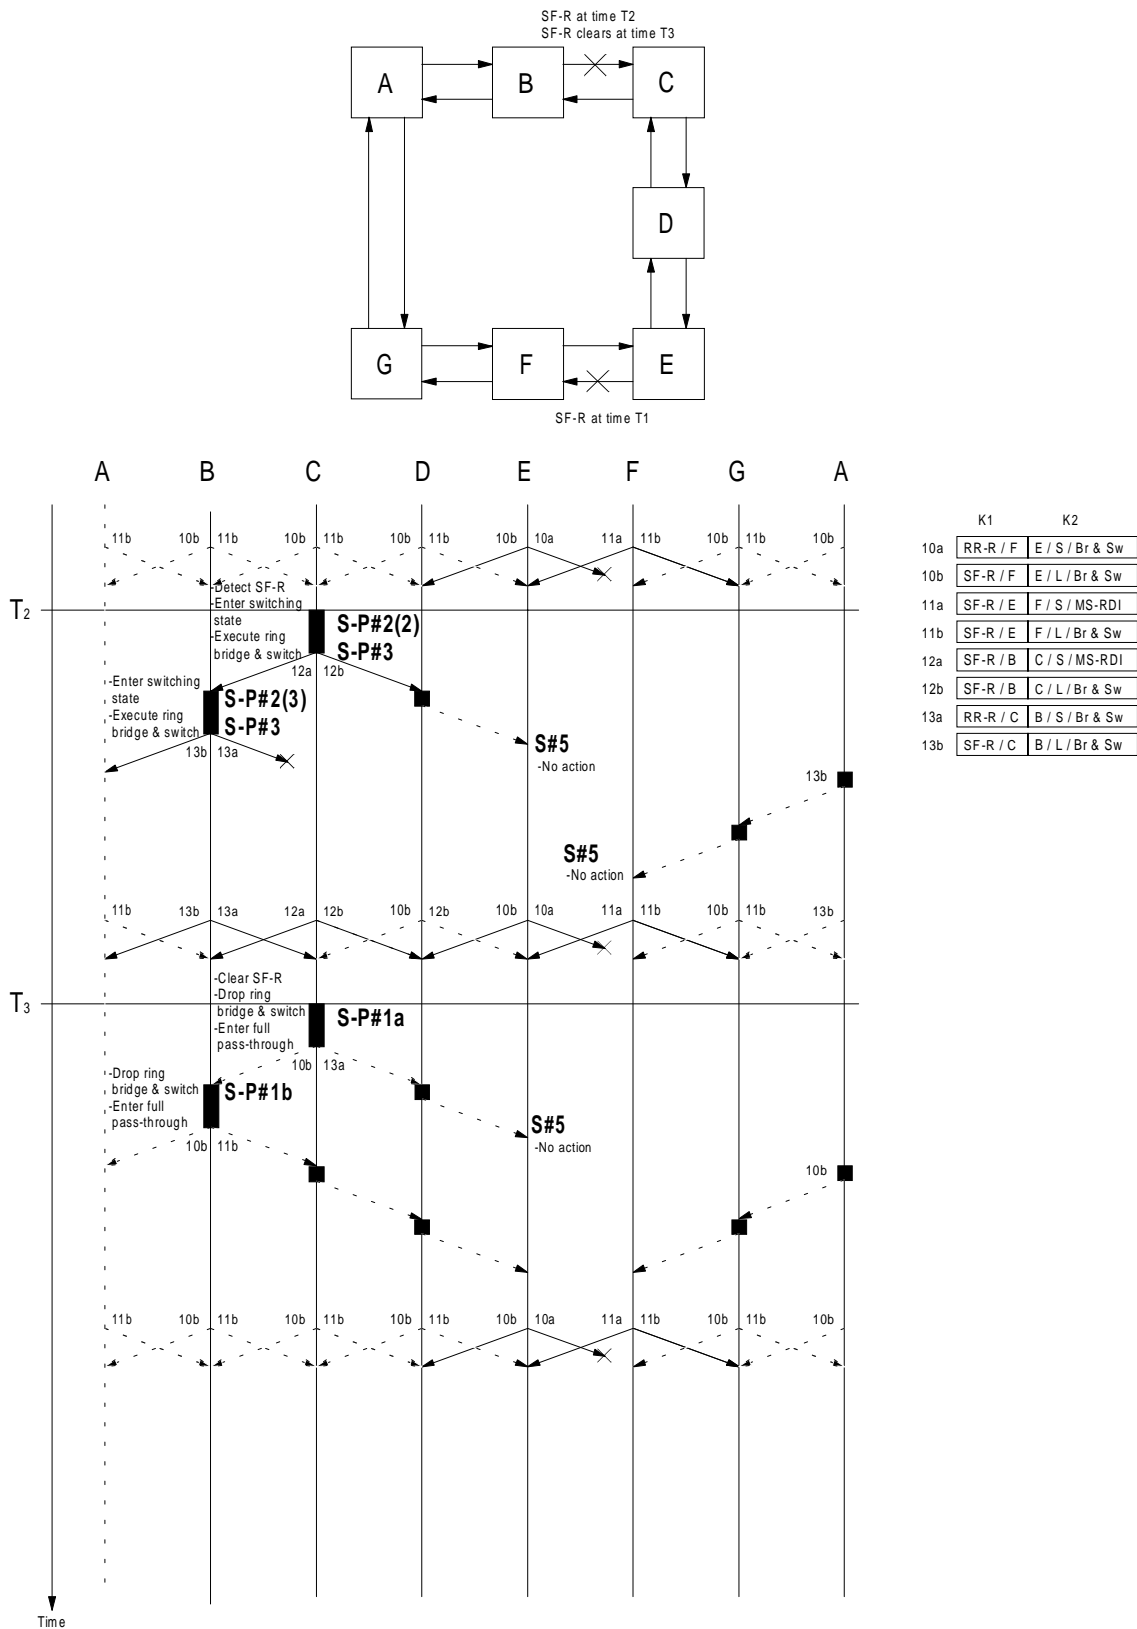 SF-R at time T2
SF-R clears at time T3
A
B
C
D
G
F
E
SF-R at time T1
A B C D E F G A
K1 K2
10a RR-R / F E / S / Br & Sw
10b SF-R / F E / L / Br & Sw
11a SF-R / E F / S / MS-RDI
11b SF-R / E F / L / Br & Sw
12a SF-R / B C / S / MS-RDI
12b SF-R / B C / L / Br & Sw
13a RR-R / C B / S / Br & Sw
13b SF-R / C B / L / Br & Sw
11b 10b 11b 10b 11b 10b 11b 10b 10a 11a 11b 10b 11b 10b
T2
-Detect SF-R
-Enter switching
state
-Execute ring
bridge & switch
S-P#2(2)
S-P#3
12a 12b
-Enter switching
state
-Execute ring
bridge & switch
S-P#2(3)
S-P#3
13b 13a
S#5
-No action
13b
S#5
-No action
11b 13b 13a 12a 12b 10b 12b 10b 10a 11a 11b 10b 11b 13b
T3
-Clear SF-R
-Drop ring
bridge & switch
-Enter full
pass-through
S-P#1a
10b 13a
-Drop ring
bridge & switch
-Enter full
pass-through
S-P#1b
10b 11b
S#5
-No action
10b
11b 10b 11b 10b 11b 10b 11b 10b 10a 11a 11b 10b 11b 10b
Time